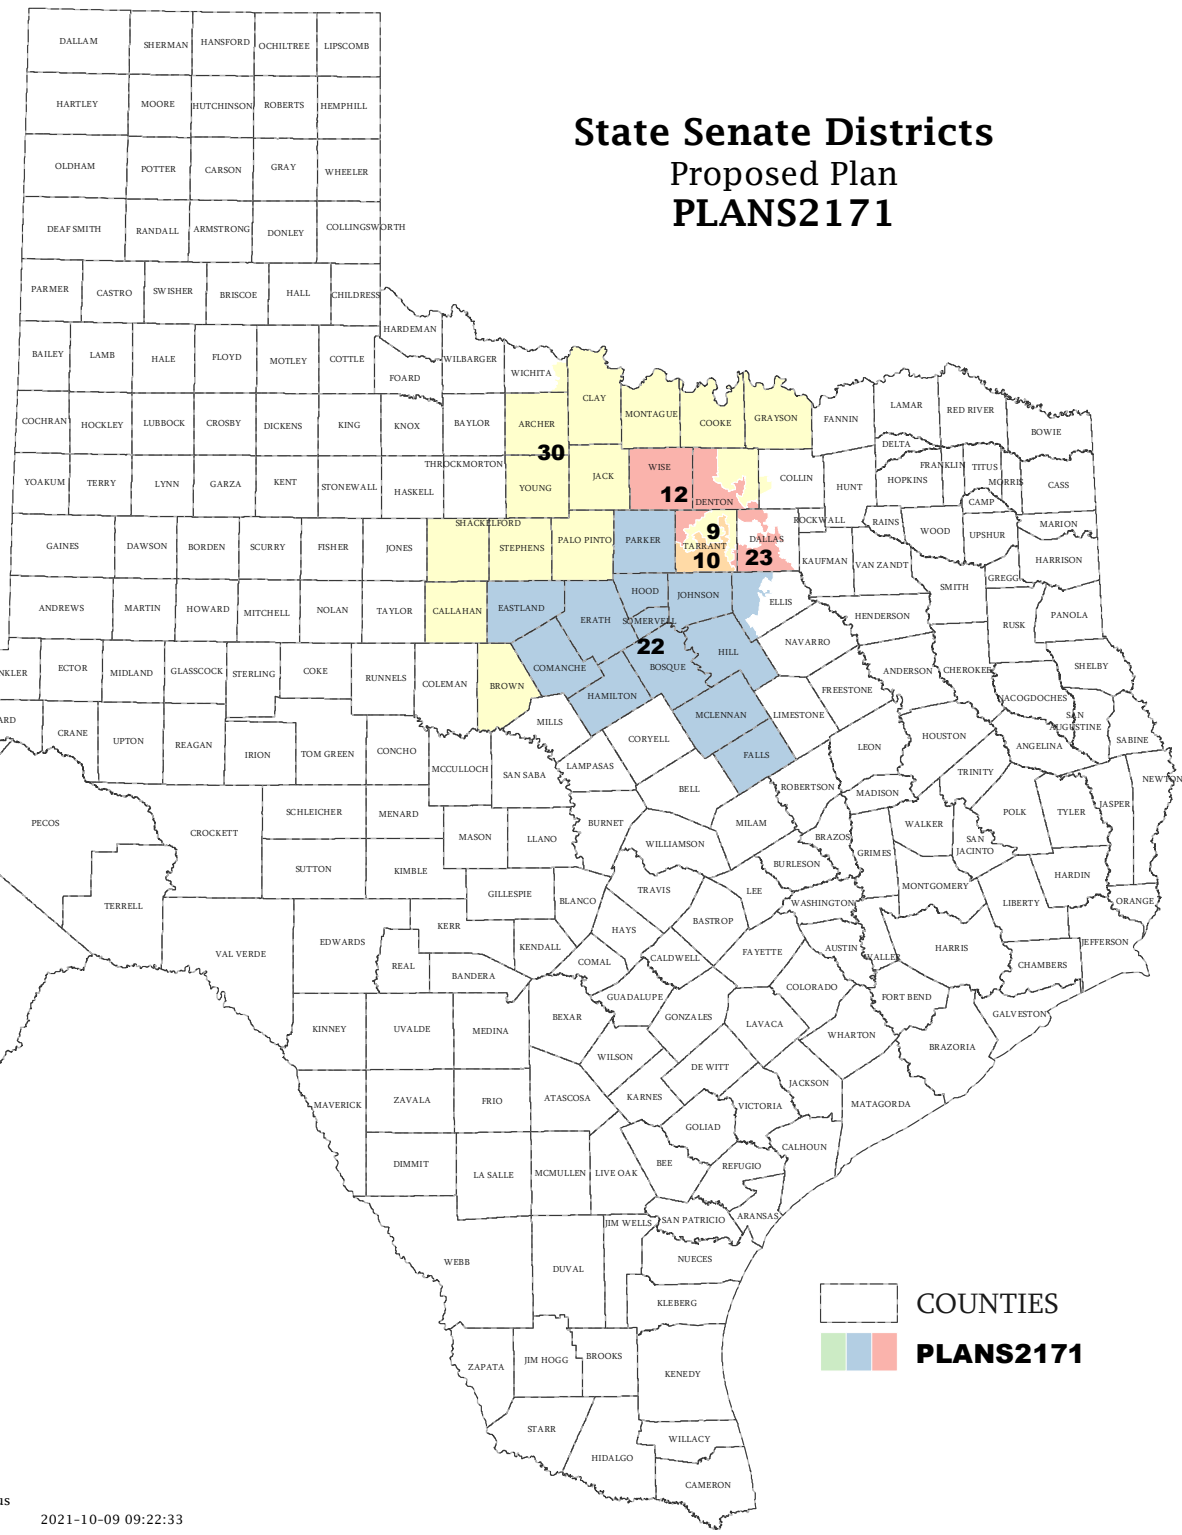 State Senate Districts
Proposed Plan
PLANS2171
DALLAM SHERMAN HANSFORD OCHILTREE LIPSCOMB
HARTLEY MOORE HUTCHINSON ROBERTS HEMPHILL
OLDHAM POTTER CARSON GRAY WHEELER
DEAF SMITH RANDALL ARMSTRONG DONLEY COLLINGSWORTH
PARMER CASTRO SWISHER BRISCOE HALL CHILDRESS
HARDEMAN
BAILEY LAMB HALE FLOYD MOTLEY COTTLE FOARD WILBARGER WICHITA CLAY
COCHRAN HOCKLEY LUBBOCK CROSBY DICKENS KING KNOX BAYLOR ARCHER MONTAGUE COOKE GRAYSON FANNIN LAMAR RED RIVER BOWIE
30
DELTA
YOAKUM TERRY LYNN GARZA KENT STONEWALL HASKELL THROCKMORTON YOUNG JACK WISE DENTON COLLIN HUNT HOPKINS FRANKLIN TITUS MORRIS CASS
12
CAMP
GAINES DAWSON BORDEN SCURRY FISHER JONES SHACKELFORD STEPHENS PALO PINTO PARKER TARRANT DALLAS ROCKWALL RAINS WOOD UPSHUR MARION
9
10 23
KAUFMAN VAN ZANDT SMITH GREGG HARRISON
ANDREWS MARTIN HOWARD MITCHELL NOLAN TAYLOR CALLAHAN EASTLAND ERATH HOOD SOMERVELL JOHNSON ELLIS HENDERSON RUSK PANOLA
22
NKLER ECTOR MIDLAND GLASSCOCK STERLING COKE RUNNELS COLEMAN BROWN COMANCHE HAMILTON BOSQUE HILL NAVARRO ANDERSON CHEROKEE SHELBY
NACOGDOCHES
ARD CRANE UPTON REAGAN IRION TOM GREEN CONCHO MILLS CORYELL MCLENNAN LIMESTONE FREESTONE
SAN
AUGUSTINE
MCCULLOCH SAN SABA LAMPASAS FALLS LEON HOUSTON ANGELINA SABINE
TRINITY NEWTON
PECOS CROCKETT SCHLEICHER MENARD MASON LLANO BURNET BELL MILAM ROBERTSON MADISON WALKER POLK TYLER JASPER
SAN
JACINTO
SUTTON KIMBLE WILLIAMSON BRAZOS GRIMES
TERRELL GILLESPIE BLANCO TRAVIS LEE BURLESON WASHINGTON MONTGOMERY LIBERTY HARDIN ORANGE
VAL VERDE EDWARDS KERR KENDALL HAYS BASTROP FAYETTE AUSTIN WALLER HARRIS JEFFERSON
REAL BANDERA COMAL CALDWELL COLORADO CHAMBERS
KINNEY UVALDE MEDINA BEXAR GUADALUPE GONZALES LAVACA WHARTON FORT BEND GALVESTON
WILSON DE WITT BRAZORIA
MAVERICK ZAVALA FRIO ATASCOSA KARNES VICTORIA JACKSON MATAGORDA
GOLIAD CALHOUN
DIMMIT LA SALLE MCMULLEN LIVE OAK BEE REFUGIO
JIM WELLS SAN PATRICIO ARANSAS
WEBB DUVAL NUECES
KLEBERG
ZAPATA JIM HOGG BROOKS KENEDY
STARR HIDALGO WILLACY
CAMERON
COUNTIES
PLANS2171
us
2021-10-09 09:22:33